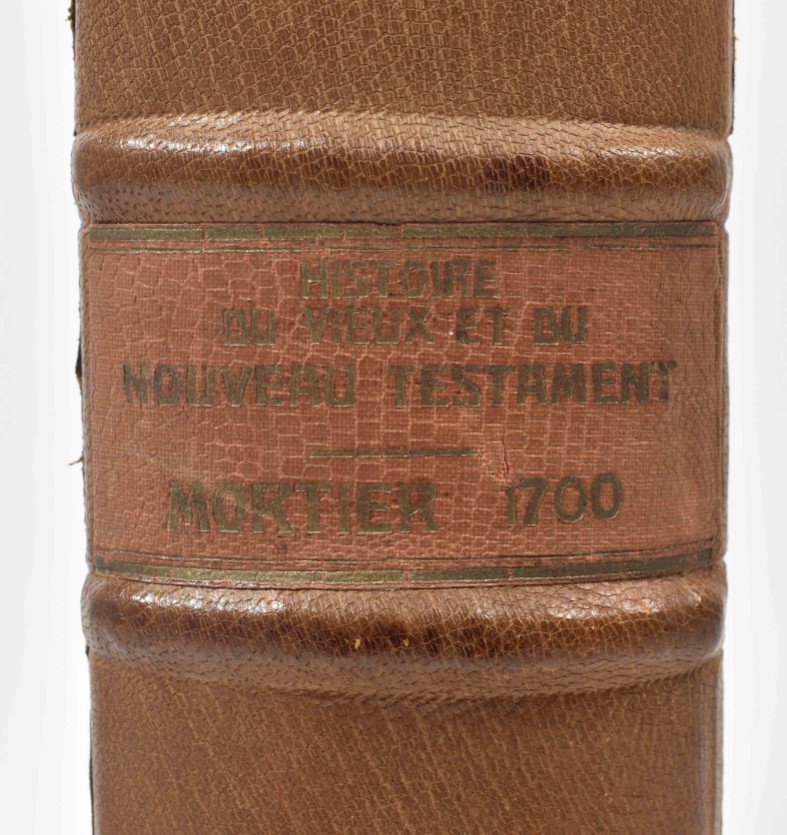 HISTOIRE
DU VIEUX ET DU
NOUVEAU TESTAMENT
MORTIER 1700